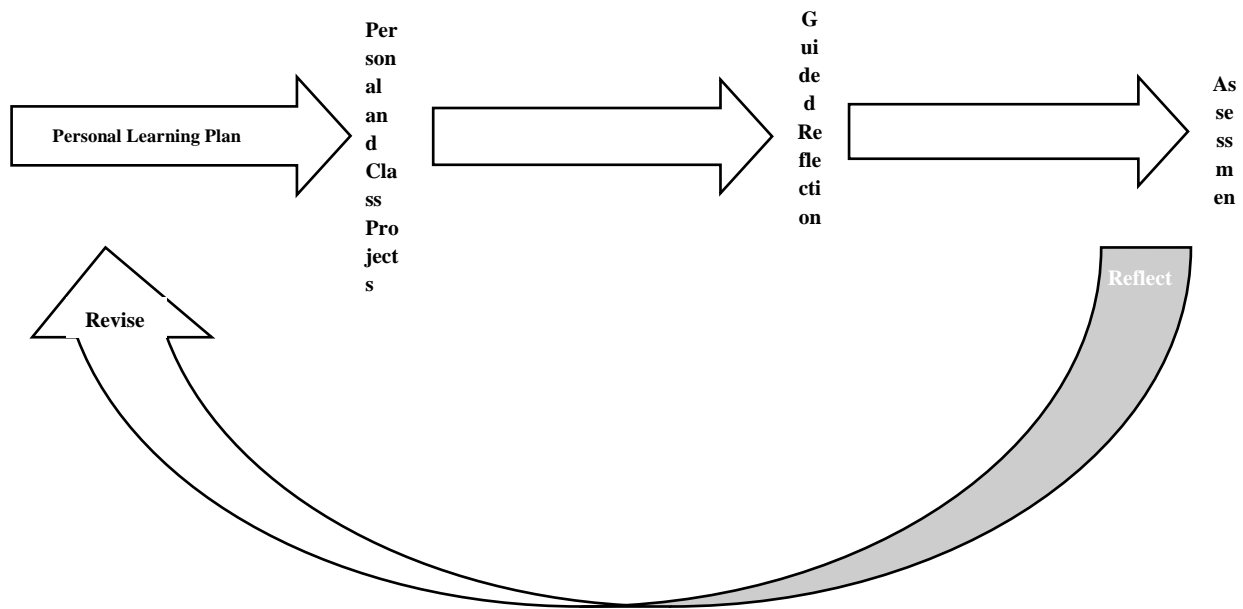 Personal Learning Plan
Per
son
al
an
d
Cla
ss
Pro
ject
s
G
ui
de
d
Re
fle
cti
on
As
se
ss
m
en
Reflect
Revise